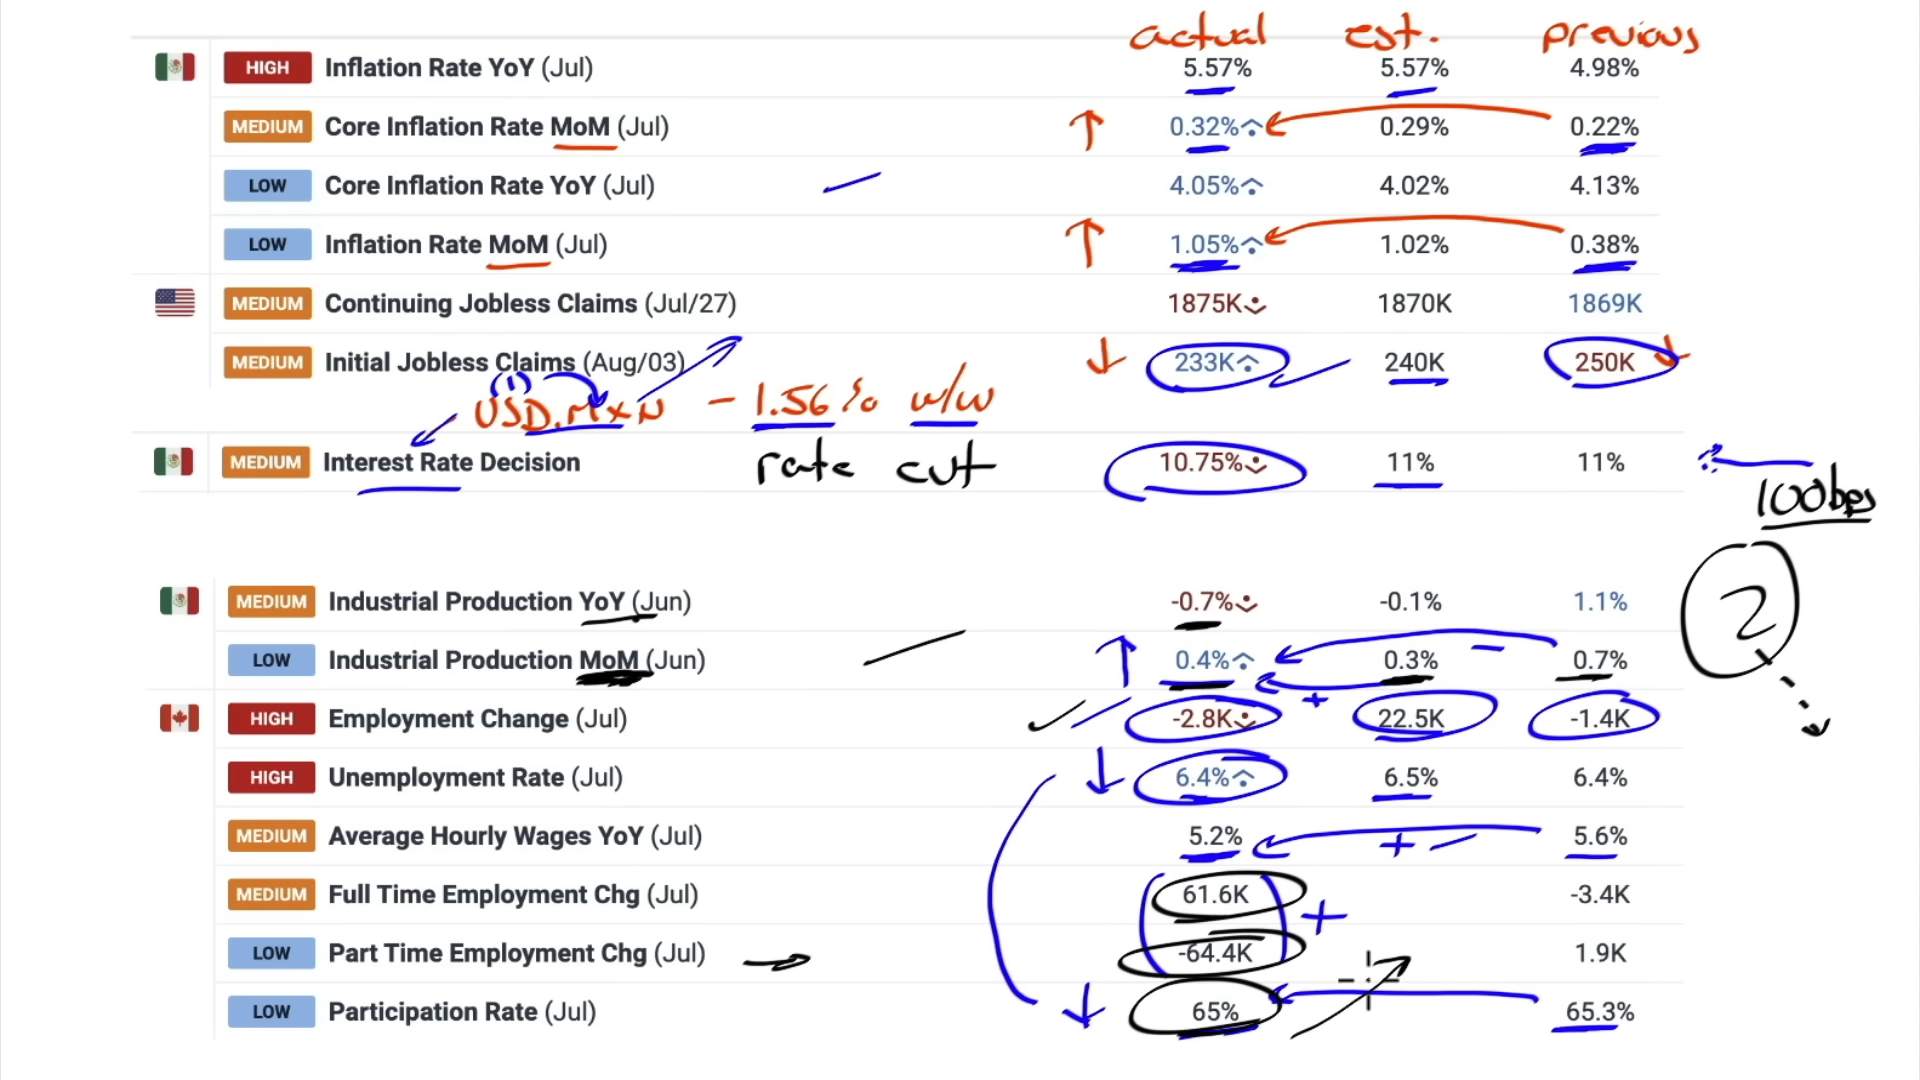 actual est. previous
HIGH Inflation Rate YoY (Jul) 5.57% 5.57% 4.98%
MEDIUM Core Inflation Rate MoM (Jul) 0.32% 0.29% 0.22%
LOW Core Inflation Rate YoY (Jul) 4.05% 4.02% 4.13%
LOW Inflation Rate MoM (Jul) 1.05% 1.02% 0.38%
MEDIUM Continuing Jobless Claims (Jul/27) 1875K 1870K 1869K
MEDIUM Initial Jobless Claims (Aug/03) 233K 240K 250K
USD.MXN - 1.56% w/w
MEDIUM Interest Rate Decision rate cut 10.75% 11% 11%
100bps
MEDIUM Industrial Production YoY (Jun) -0.7% -0.1% 1.1%
2
LOW Industrial Production MoM (Jun) 0.4% 0.3% - 0.7%
+
HIGH Employment Change (Jul) -2.8K 22.5K -1.4K
HIGH Unemployment Rate (Jul) 6.4% 6.5% 6.4%
MEDIUM Average Hourly Wages YoY (Jul) 5.2% + - 5.6%
MEDIUM Full Time Employment Chg (Jul) 61.6K -3.4K
+
LOW Part Time Employment Chg (Jul) -64.4K 1.9K
LOW Participation Rate (Jul) 65% 65.3%